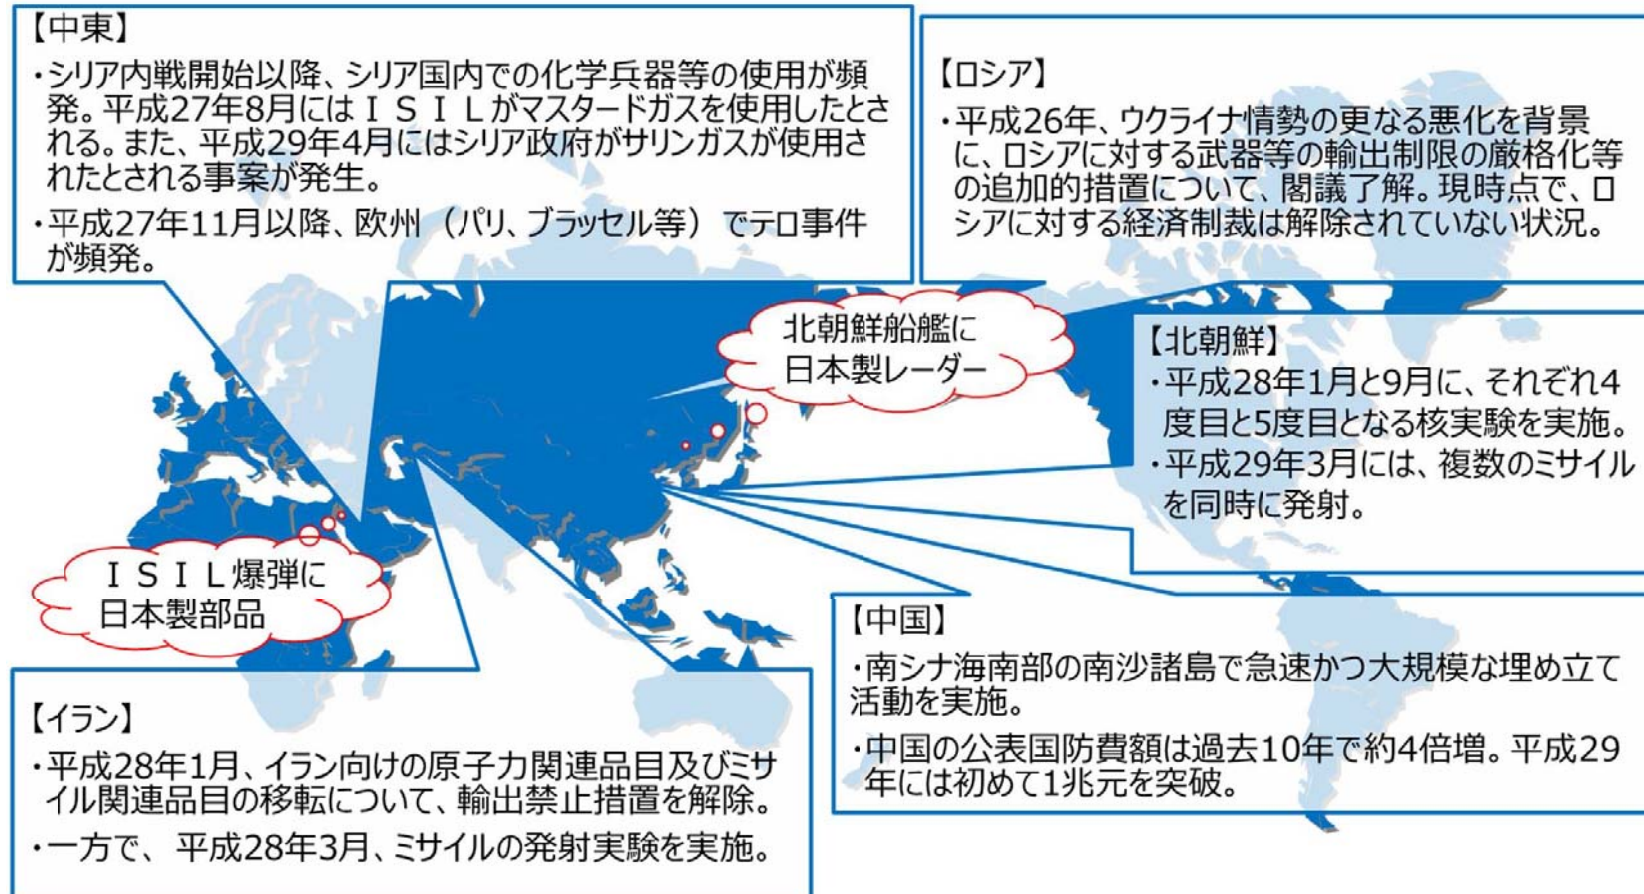 【中東】
・シリア内戦開始以降、シリア国内での化学兵器等の使用が頻
発。平成27年8月にはＩＳＩＬがマスタードガスを使用したとさ
れる。また、平成29年4月にはシリア政府がサリンガスが使用さ
れたとされる事案が発生。
・平成27年11月以降、欧州（パリ、ブラッセル等）でテロ事件
が頻発。
【ロシア】
・平成26年、ウクライナ情勢の更なる悪化を背景
に、ロシアに対する武器等の輸出制限の厳格化等
の追加的措置について、閣議了解。現時点で、ロ
シアに対する経済制裁は解除されていない状況。
北朝鮮船艦に
日本製レーダー
【北朝鮮】
・平成28年1月と9月に、それぞれ4
度目と5度目となる核実験を実施。
・平成29年3月には、複数のミサイル
を同時に発射。
ＩＳＩＬ爆弾に
日本製部品
【中国】
・南シナ海南部の南沙諸島で急速かつ大規模な埋め立て
活動を実施。
・中国の公表国防費額は過去10年で約4倍増。平成29
年には初めて1兆元を突破。
【イラン】
・平成28年1月、イラン向けの原子力関連品目及びミサ
イル関連品目の移転について、輸出禁止措置を解除。
・一方で、 平成28年3月、ミサイルの発射実験を実施。